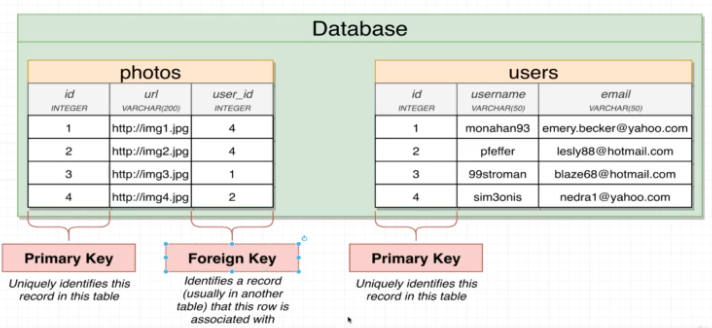 Database
photos
id url user_id
INTEGER VARCHAR(200) INTEGER
1 http://img1.jpg 4
2 http://img2.jpg 4
3 http://img3.jpg 1
4 http://img4.jpg 2
users
id username email
INTEGER VARCHAR(50) VARCHAR(50)
1 monahan93 emery.becker@yahoo.com
2 pfeffer lesly88@hotmail.com
3 99stroman blaze68@hotmail.com
4 sim3onis nedra1@yahoo.com
Primary Key
Uniquely identifies this
record in this table
Foreign Key
Identifies a record
(usually in another
table) that this row is
associated with
Primary Key
Uniquely identifies this
record in this table